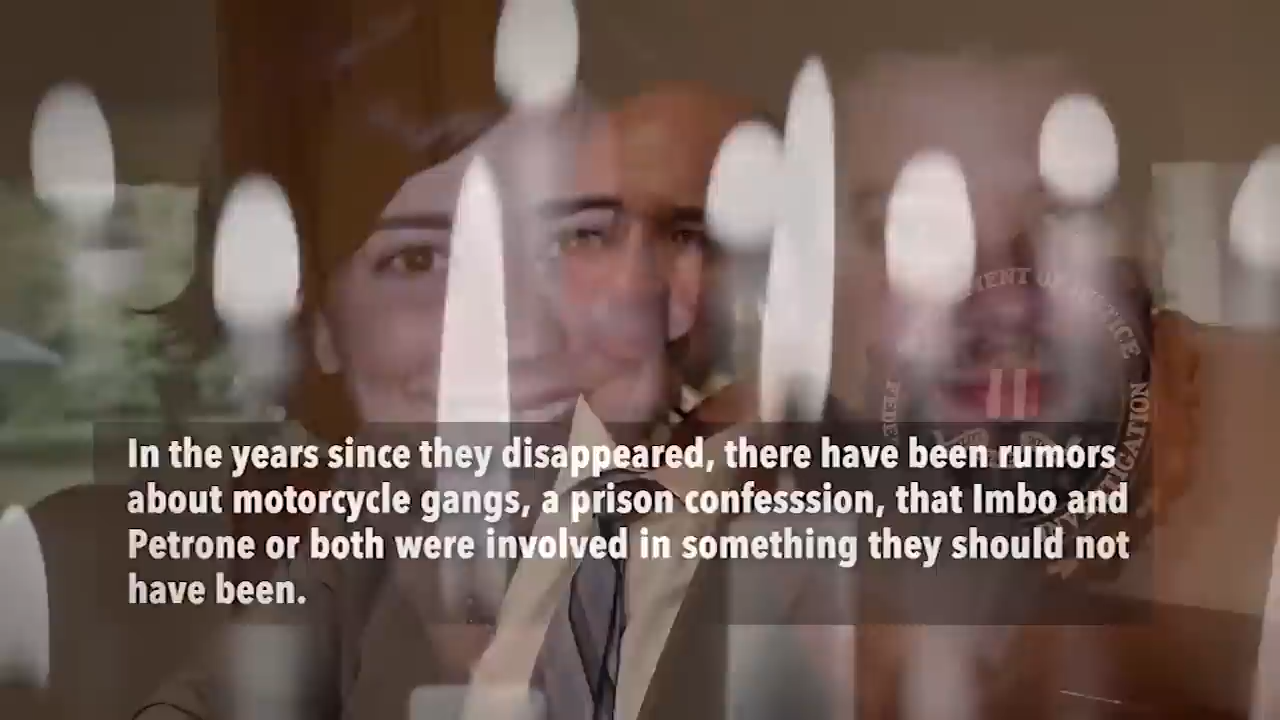 In the years since they disappeared, there have been rumors
about motorcycle gangs, a prison confesssion, that Imbo and
Petrone or both were involved in something they should not
have been.